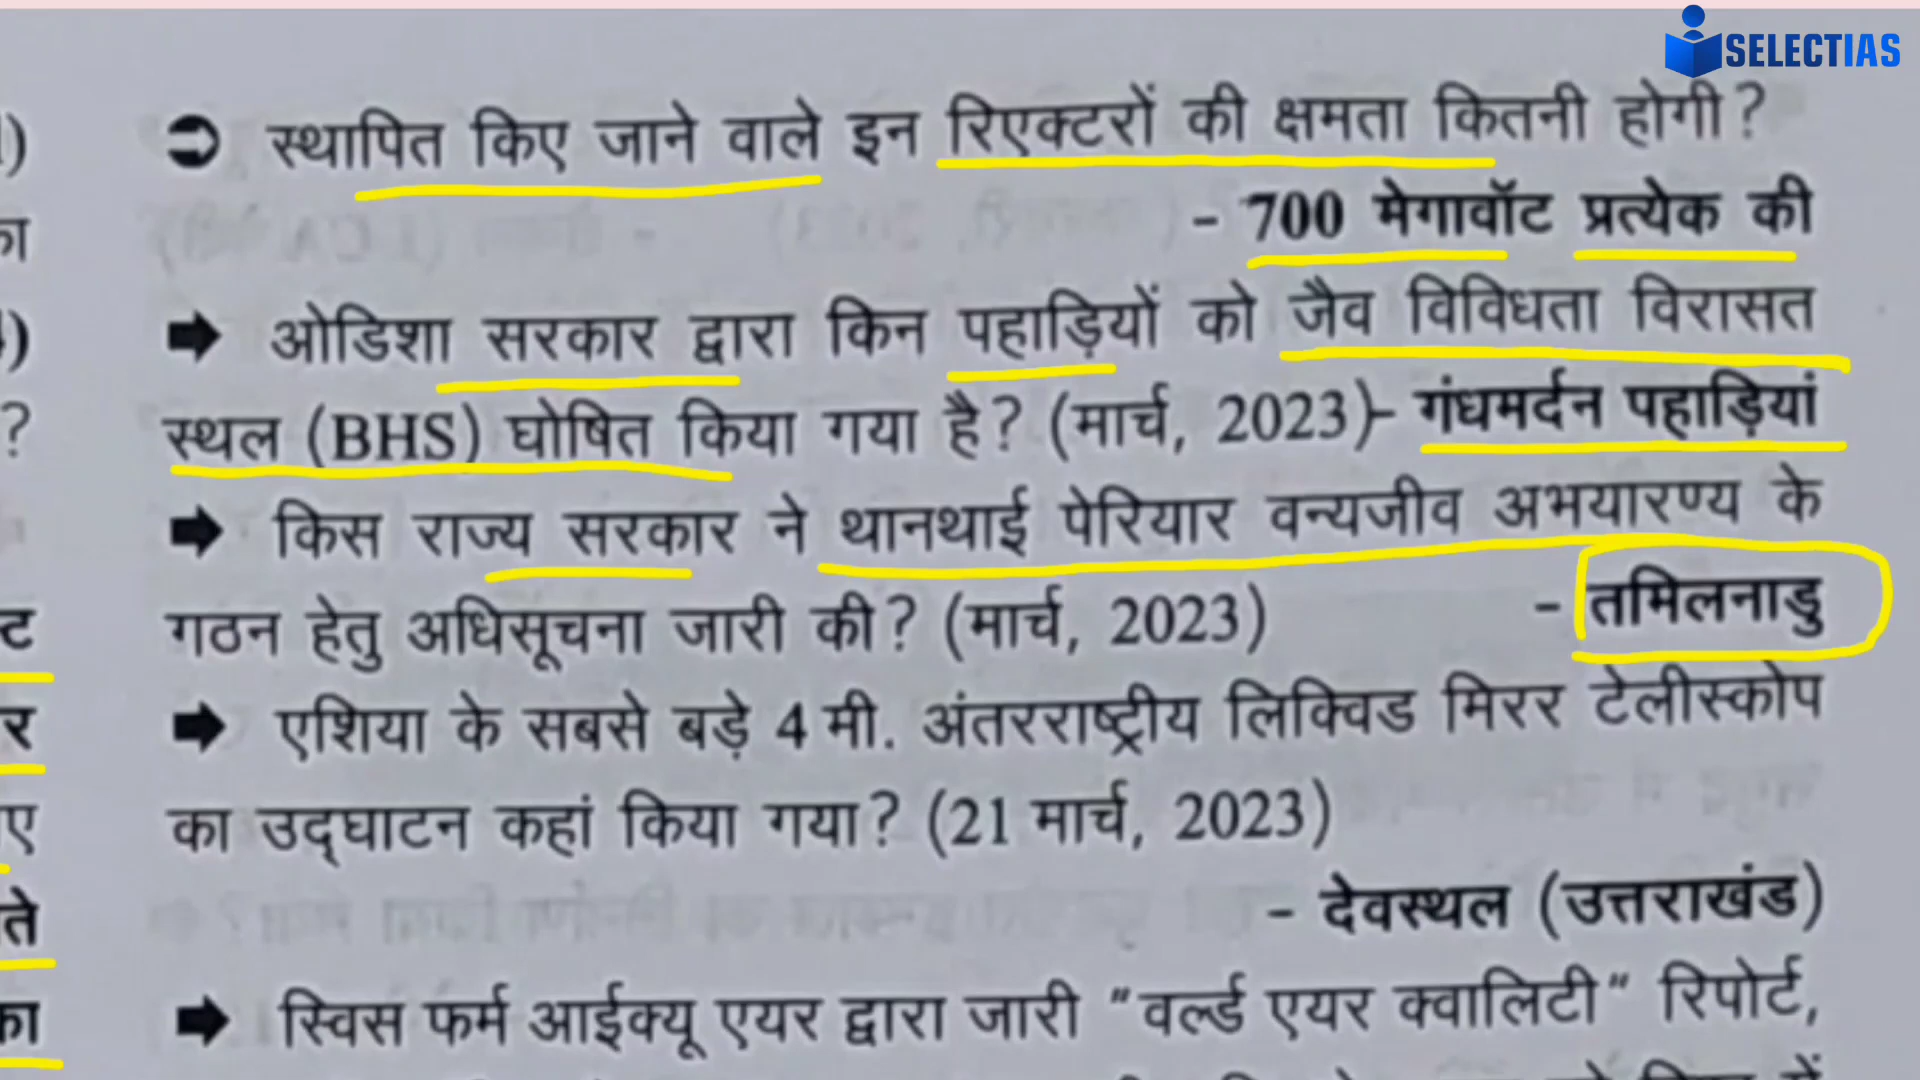 SELECTIAS
स्थापित किए जाने वाले इन रिएक्टरों की क्षमता कितनी होगी?
- 700 मेगावॉट प्रत्येक की
ओडिशा सरकार द्वारा किन पहाड़ियों को जैव विविधता विरासत
स्थल (BHS) घोषित किया गया है? (मार्च, 2023)- गंधमर्दन पहाड़ियां
किस राज्य सरकार ने थानथाई पेरियार वन्यजीव अभयारण्य के
गठन हेतु अधिसूचना जारी की? (मार्च, 2023) - तमिलनाडु
एशिया के सबसे बड़े 4 मी. अंतरराष्ट्रीय लिक्विड मिरर टेलीस्कोप
का उद्घाटन कहां किया गया? (21 मार्च, 2023)
- देवस्थल (उत्तराखंड)
स्विस फर्म आईक्यू एयर द्वारा जारी "वर्ल्ड एयर क्वालिटी" रिपोर्ट,